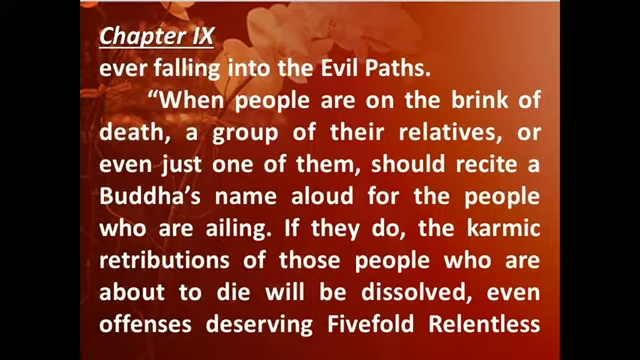 Chapter IX
ever falling into the Evil Paths.
“When people are on the brink of
death, a group of their relatives, or
even just one of them, should recite a
Buddha’s name aloud for the people
who are ailing. If they do, the karmic
retributions of those people who are
about to die will be dissolved, even
offenses deserving Fivefold Relentless